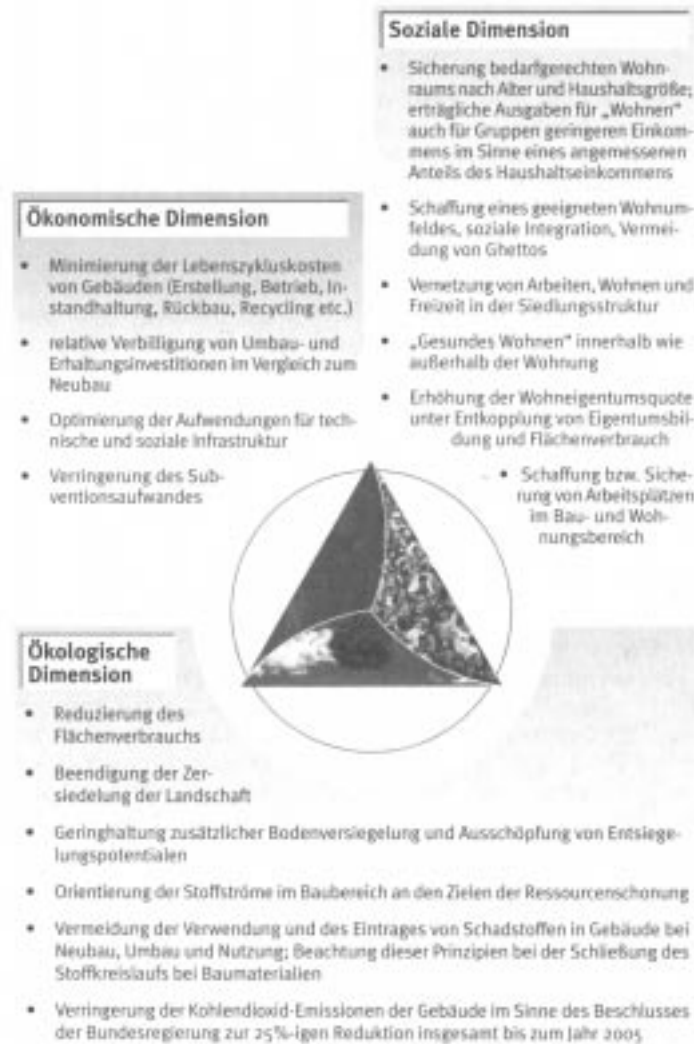 Soziale Dimension
• Sicherung bedarfgerechten Wohn-
raums nach Alter und Haushaltsgröße;
erträgliche Ausgaben für „Wohnen“
auch für Gruppen geringeren Einkom-
mens im Sinne eines angemessenen
Anteils des Haushaltseinkommens
• Schaffung eines geeigneten Wohnum-
feldes, soziale Integration, Vermei-
dung von Ghettos
• Vernetzung von Arbeiten, Wohnen und
Freizeit in der Siedlungsstruktur
• „Gesundes Wohnen“ innerhalb wie
außerhalb der Wohnung
• Erhöhung der Wohneigentumsquote
unter Entkopplung von Eigentumsbil-
dung und Flächenverbrauch
• Schaffung bzw. Siche-
rung von Arbeitsplätzen
im Bau- und Woh-
nungsbereich
Ökonomische Dimension
• Minimierung der Lebenszykluskosten
von Gebäuden (Erstellung, Betrieb, In-
standhaltung, Rückbau, Recycling etc.)
• relative Verbilligung von Umbau- und
Erhaltungsinvestitionen im Vergleich zum
Neubau
• Optimierung der Aufwendungen für tech-
nische und soziale Infrastruktur
• Verringerung des Sub-
ventionsaufwandes
Ökologische
Dimension
• Reduzierung des
Flächenverbrauchs
• Beendigung der Zer-
siedelung der Landschaft
• Geringhaltung zusätzlicher Bodenversiegelung und Ausschöpfung von Entsiege-
lungspotentialen
• Orientierung der Stoffströme im Baubereich an den Zielen der Ressourcenschonung
• Vermeidung der Verwendung und des Eintrages von Schadstoffen in Gebäude bei
Neubau, Umbau und Nutzung; Beachtung dieser Prinzipien bei der Schließung des
Stoffkreislaufs bei Baumaterialien
• Verringerung der Kohlendioxid-Emissionen der Gebäude im Sinne des Beschlusses
der Bundesregierung zur 25%-igen Reduktion insgesamt bis zum Jahr 2005